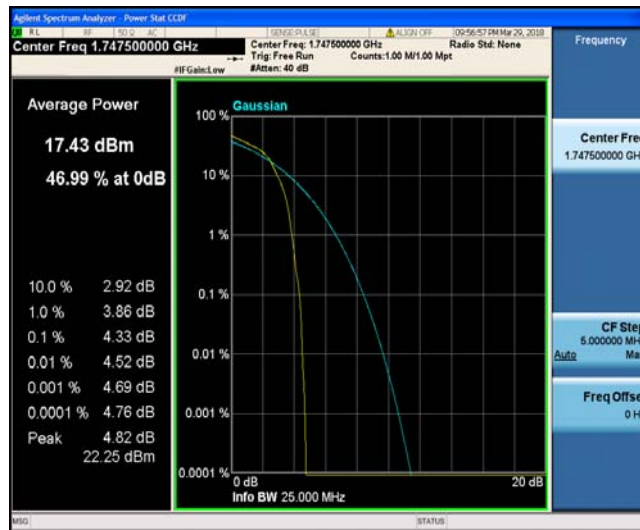 Agilent Spectrum Analyzer - Power Stat CCDF
RL RF 50 Ω AC SENSE:PULSE ALIGN OFF 09:56:57 PM Mar 29, 2018
Center Freq 1.747500000 GHz
Center Freq: 1.747500000 GHz Radio Std: None
Trig: Free Run Counts:1.00 M/1.00 Mpt
#IFGain:Low #Atten: 40 dB
Frequency
Average Power
17.43 dBm
46.99 % at 0dB
10.0 % 2.92 dB
1.0 % 3.86 dB
0.1 % 4.33 dB
0.01 % 4.52 dB
0.001 % 4.69 dB
0.0001 % 4.76 dB
Peak 4.82 dB
22.25 dBm
Gaussian
100 %
10 %
1 %
0.1 %
0.01 %
0.001 %
0.0001 %
0 dB 20 dB
Info BW 25.000 MHz
Center Fre
1.747500000 GH
CF Step
5.000000 MH
Auto Ma
Freq Offse
0 H
MSG STATUS